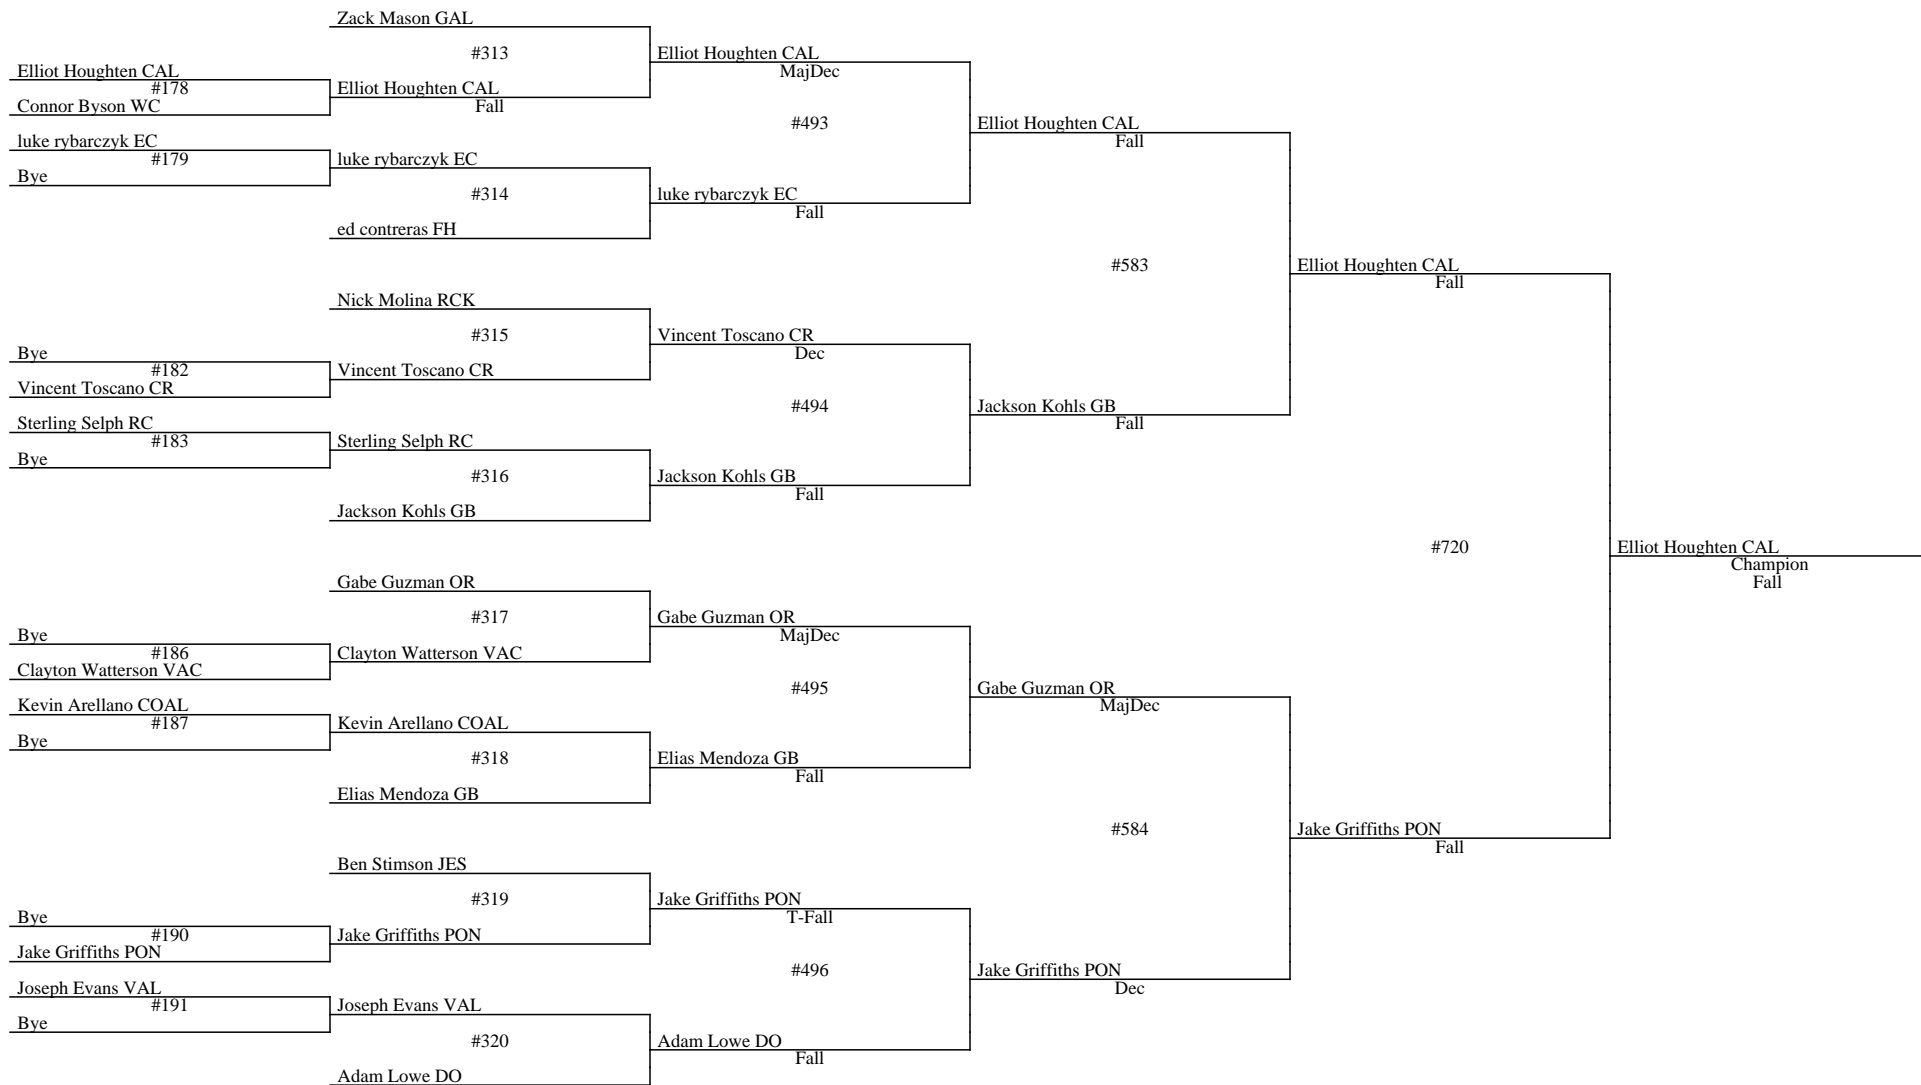 Zack Mason GAL
#313
Elliot Houghten CAL
MajDec
Elliot Houghten CAL
#178
Elliot Houghten CAL
Fall
Connor Byson WC
#493
Elliot Houghten CAL
Fall
luke rybarczyk EC
#179
luke rybarczyk EC
Bye
#314
luke rybarczyk EC
Fall
ed contreras FH
#583
Elliot Houghten CAL
Fall
Nick Molina RCK
#315
Vincent Toscano CR
Dec
Bye
#182
Vincent Toscano CR
Vincent Toscano CR
#494
Jackson Kohls GB
Fall
Sterling Selph RC
#183
Sterling Selph RC
Bye
#316
Jackson Kohls GB
Fall
Jackson Kohls GB
#720
Elliot Houghten CAL
Champion
Fall
Gabe Guzman OR
#317
Gabe Guzman OR
MajDec
Bye
#186
Clayton Watterson VAC
Clayton Watterson VAC
#495
Gabe Guzman OR
MajDec
Kevin Arellano COAL
#187
Kevin Arellano COAL
Bye
#318
Elias Mendoza GB
Fall
Elias Mendoza GB
#584
Jake Griffiths PON
Fall
Ben Stimson JES
#319
Jake Griffiths PON
T-Fall
Bye
#190
Jake Griffiths PON
Jake Griffiths PON
#496
Jake Griffiths PON
Dec
Joseph Evans VAL
#191
Joseph Evans VAL
Bye
#320
Adam Lowe DO
Fall
Adam Lowe DO